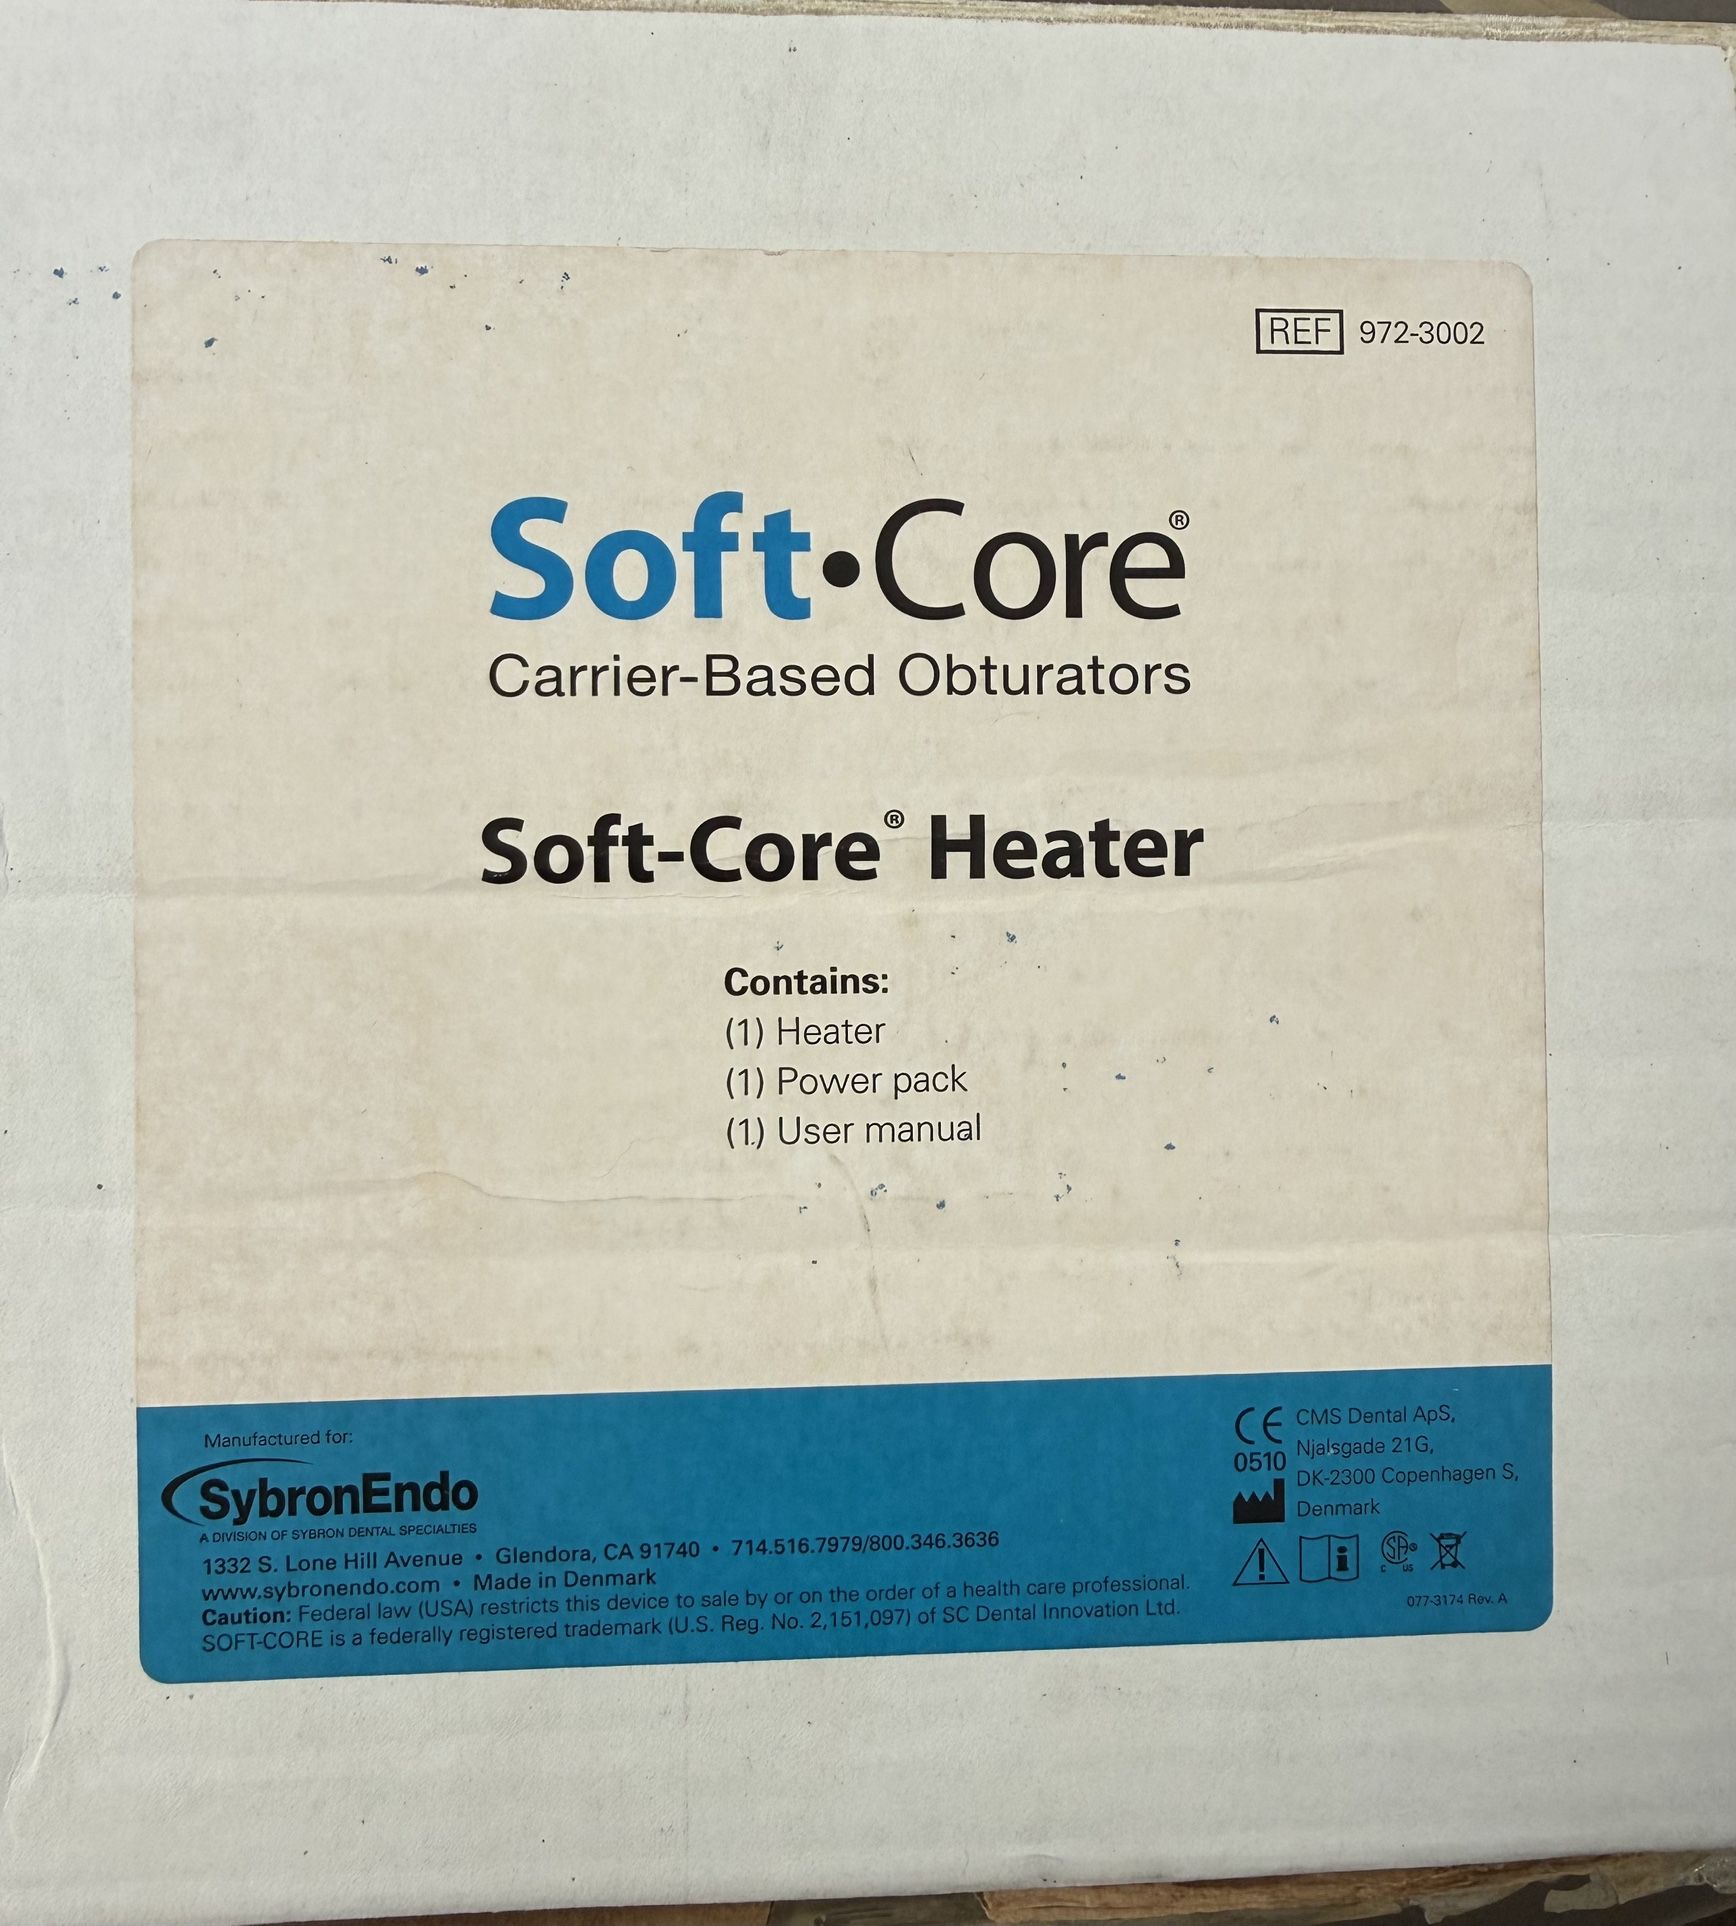 REF 972-3002
Soft•Core®
Carrier-Based Obturators
Soft-Core® Heater
Contains:
(1) Heater
(1) Power pack
(1) User manual
Manufactured for:
SybronEndo
A DIVISION OF SYBRON DENTAL SPECIALTIES
1332 S. Lone Hill Avenue • Glendora, CA 91740 • 714.516.7979/800.346.3636
www.sybronendo.com • Made in Denmark
Caution: Federal law (USA) restricts this device to sale by or on the order of a health care professional.
SOFT-CORE is a federally registered trademark (U.S. Reg. No. 2,151,097) of SC Dental Innovation Ltd.
CE
0510
CMS Dental ApS,
Njalsgade 21G,
DK-2300 Copenhagen S,
Denmark
C SA® US
077-3174 Rev. A